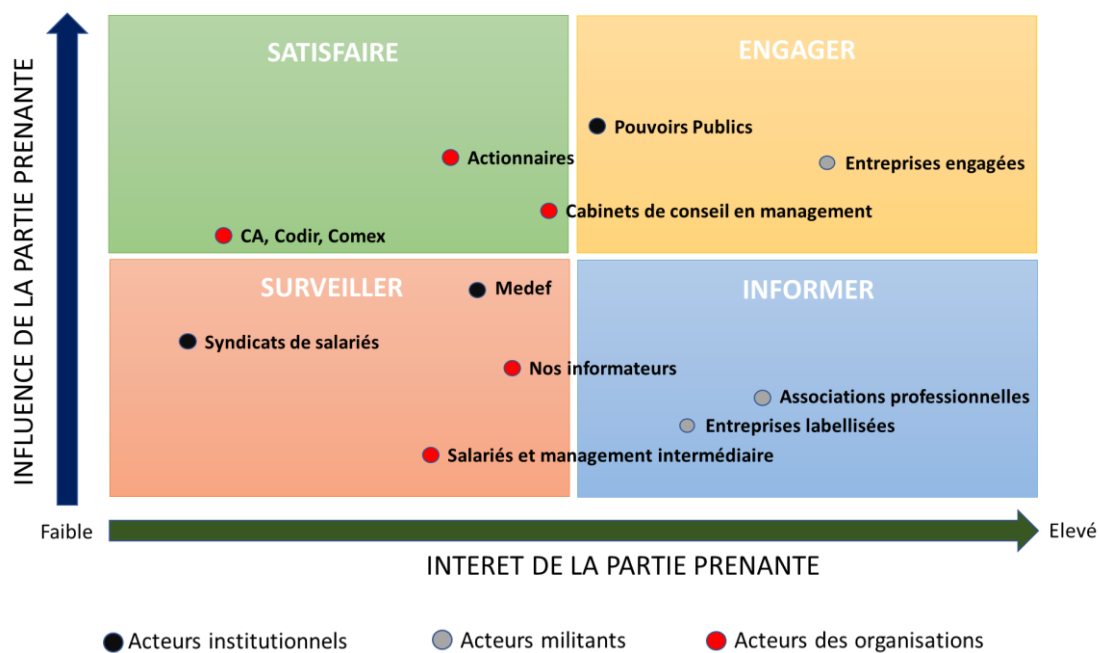 INFLUENCE DE LA PARTIE PRENANTE
SATISFAIRE
ENGAGER
Pouvoirs Publics
Actionnaires
Entreprises engagées
Cabinets de conseil en management
CA, Codir, Comex
SURVEILLER
INFORMER
Medef
Syndicats de salariés
Nos informateurs
Associations professionnelles
Entreprises labellisées
Salariés et management intermédiaire
Faible
Elevé
INTERET DE LA PARTIE PRENANTE
Acteurs institutionnels
Acteurs militants
Acteurs des organisations